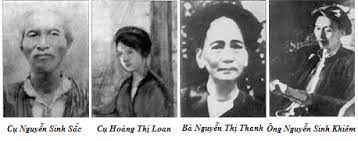 Cụ Nguyễn Sinh Sắc
Cụ Hoàng Thị Loan
Bà Nguyễn Thị Thanh
Ông Nguyễn Sinh Khiêm